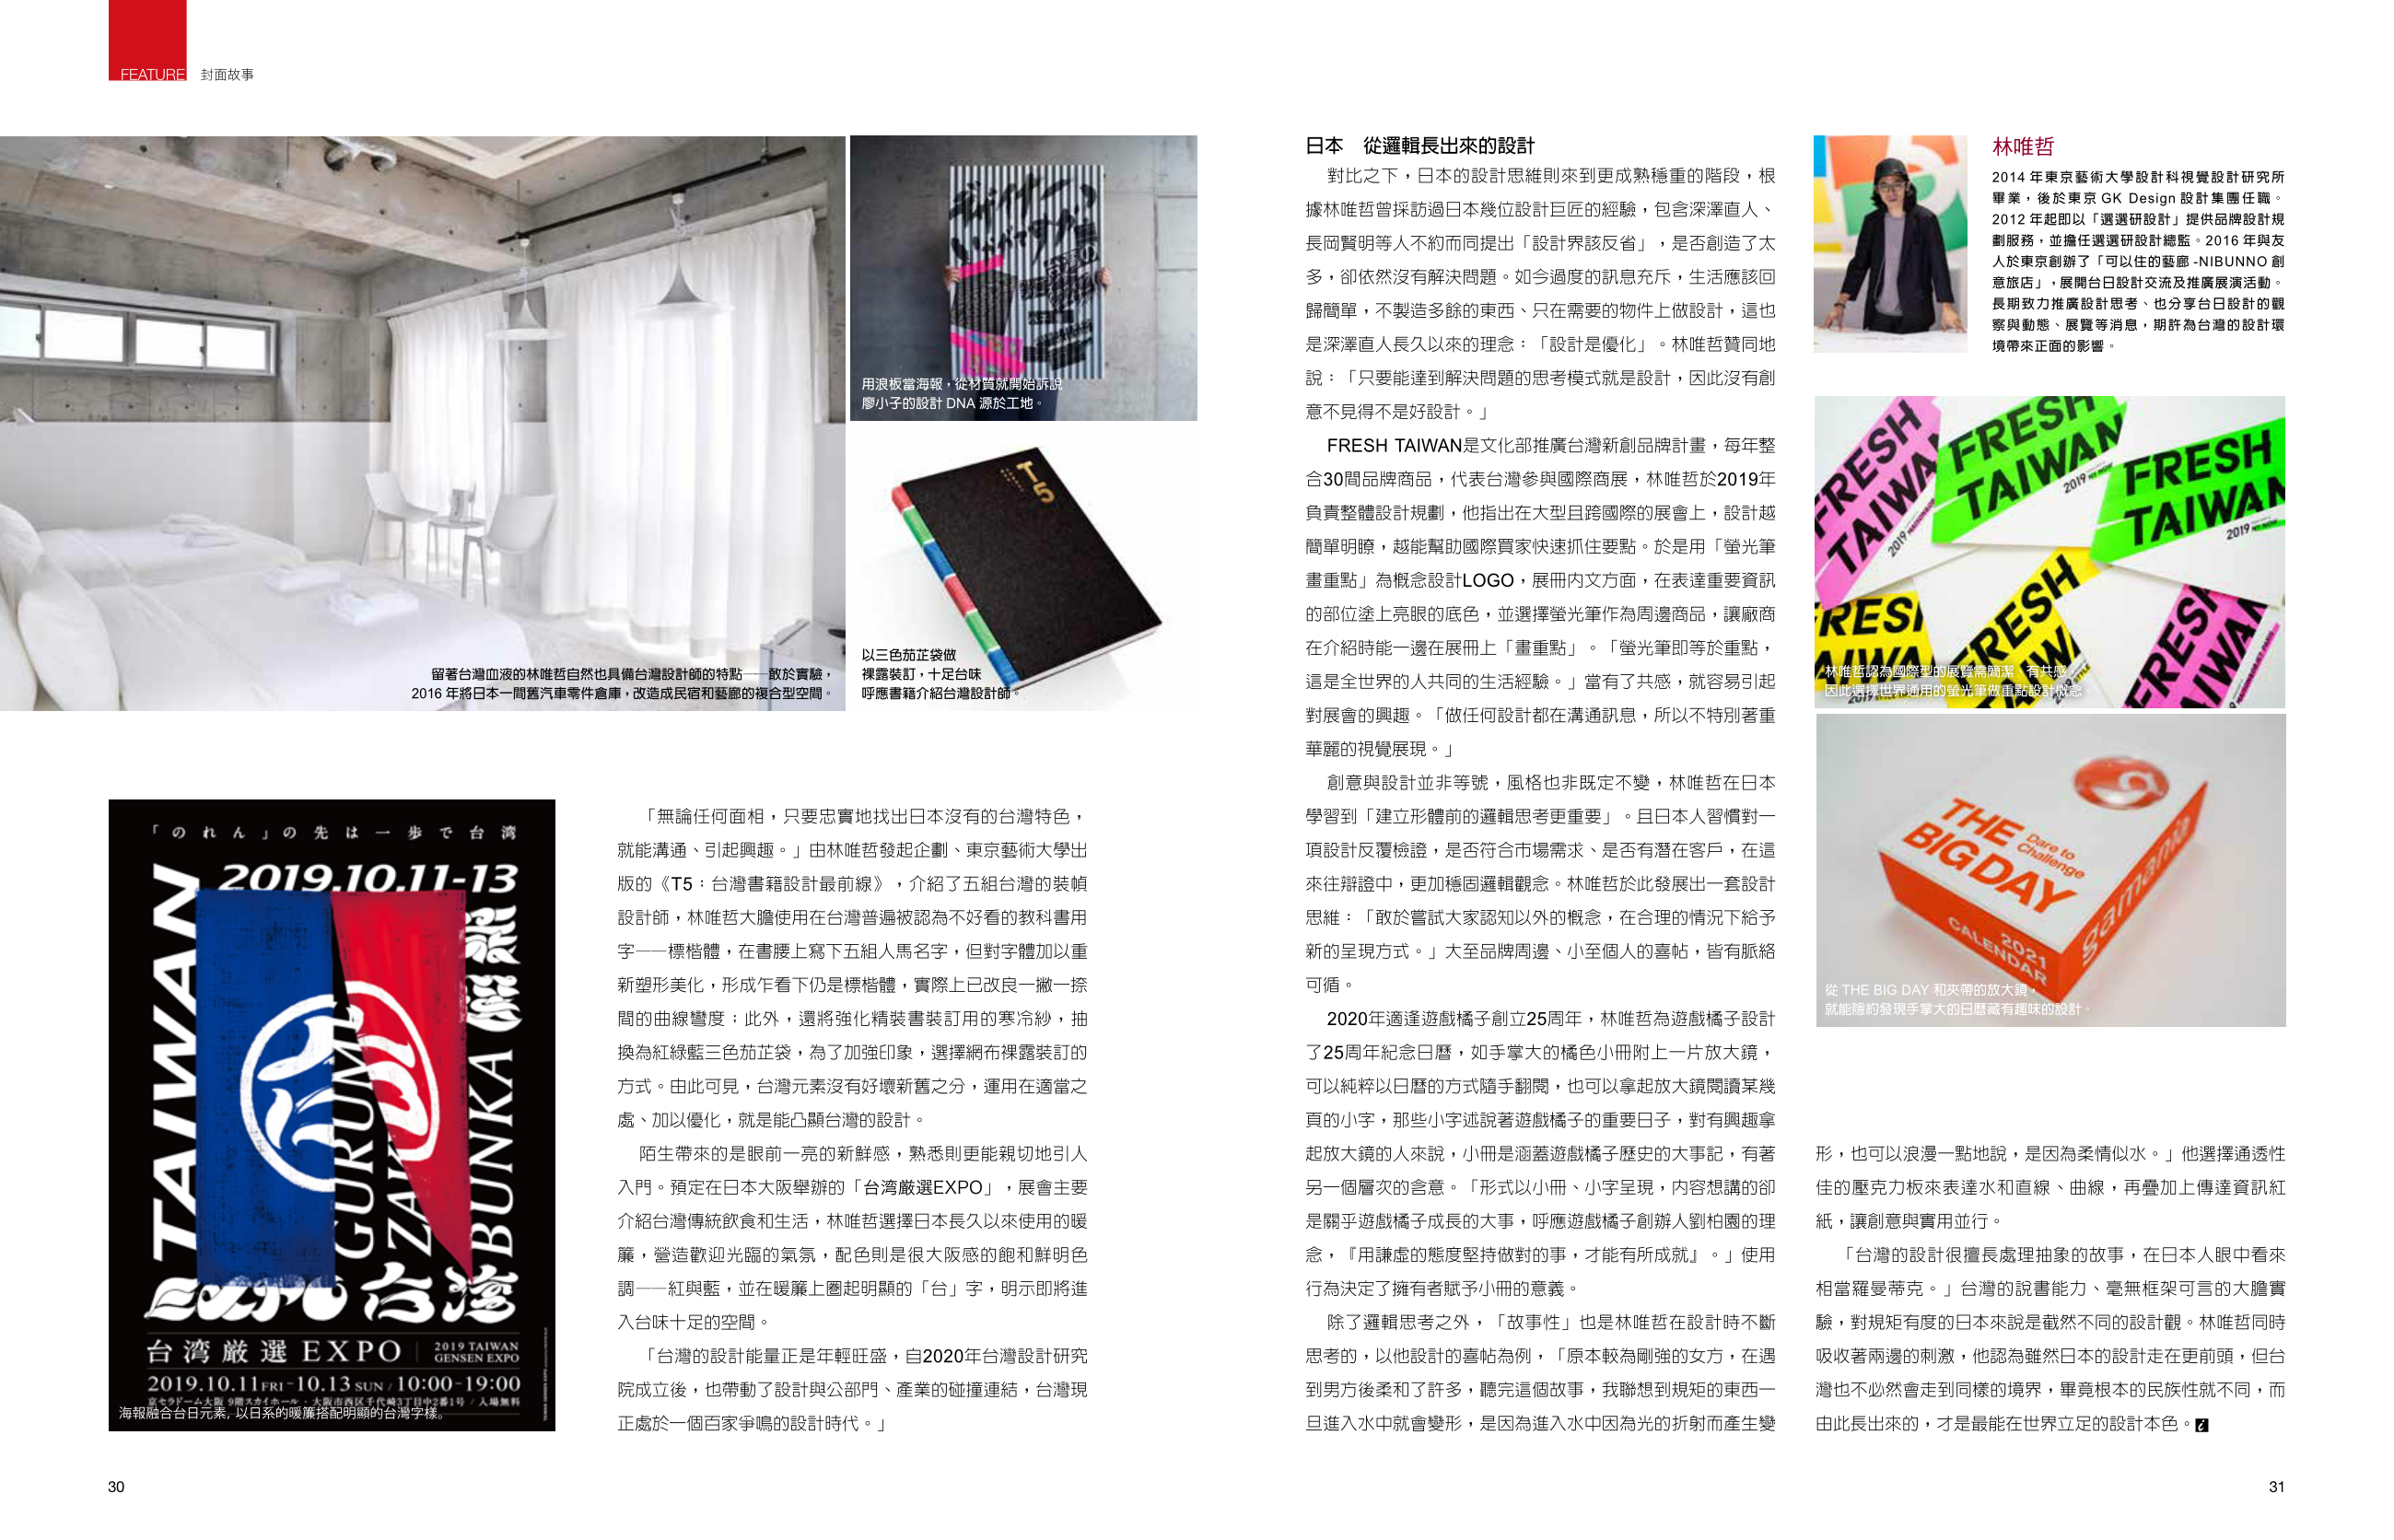 FEATURE 封面故事
用浪板當海報，從材質就開始訴說
廖小子的設計 DNA 源於工地。
T5
以三色茄芷袋做
裸露裝訂，十足台味
呼應書籍介紹台灣設計師。
留著台灣血液的林唯哲自然也具備台灣設計師的特點——敢於實驗，
2016 年將日本一間舊汽車零件倉庫，改造成民宿和藝廊的複合型空間。
「のれん」の先は一歩で台湾
2019.10.11-13
TAIWAN
GURUME
ZAKKA
BUNKA
EXPO 台灣
台湾厳選 EXPO
2019 TAIWAN
GENSEN EXPO
2019.10.11 FRI - 10.13 SUN / 10:00-19:00
京セラドーム大阪 9階スカイホール・大阪市西区千代崎3丁目中2番1号 / 入場無料
海報融合台日元素，以日系的暖簾搭配明顯的台灣字樣。
「無論任何面相，只要忠實地找出日本沒有的台灣特色，
就能溝通、引起興趣。」由林唯哲發起企劃、東京藝術大學出
版的《T5：台灣書籍設計最前線》，介紹了五組台灣的裝幀
設計師，林唯哲大膽使用在台灣普遍被認為不好看的教科書用
字——標楷體，在書腰上寫下五組人馬名字，但對字體加以重
新塑形美化，形成乍看下仍是標楷體，實際上已改良一撇一捺
間的曲線彎度；此外，還將強化精裝書裝訂用的寒冷紗，抽
換為紅綠藍三色茄芷袋，為了加強印象，選擇網布裸露裝訂的
方式。由此可見，台灣元素沒有好壞新舊之分，運用在適當之
處、加以優化，就是能凸顯台灣的設計。
陌生帶來的是眼前一亮的新鮮感，熟悉則更能親切地引人
入門。預定在日本大阪舉辦的「台湾厳選EXPO」，展會主要
介紹台灣傳統飲食和生活，林唯哲選擇日本長久以來使用的暖
簾，營造歡迎光臨的氣氛，配色則是很大阪感的飽和鮮明色
調——紅與藍，並在暖簾上圈起明顯的「台」字，明示即將進
入台味十足的空間。
「台灣的設計能量正是年輕旺盛，自2020年台灣設計研究
院成立後，也帶動了設計與公部門、產業的碰撞連結，台灣現
正處於一個百家爭鳴的設計時代。」
30
日本　從邏輯長出來的設計
對比之下，日本的設計思維則來到更成熟穩重的階段，根
據林唯哲曾採訪過日本幾位設計巨匠的經驗，包含深澤直人、
長岡賢明等人不約而同提出「設計界該反省」，是否創造了太
多，卻依然沒有解決問題。如今過度的訊息充斥，生活應該回
歸簡單，不製造多餘的東西、只在需要的物件上做設計，這也
是深澤直人長久以來的理念：「設計是優化」。林唯哲贊同地
說：「只要能達到解決問題的思考模式就是設計，因此沒有創
意不見得不是好設計。」
FRESH TAIWAN是文化部推廣台灣新創品牌計畫，每年整
合30間品牌商品，代表台灣參與國際商展，林唯哲於2019年
負責整體設計規劃，他指出在大型且跨國際的展會上，設計越
簡單明瞭，越能幫助國際買家快速抓住要點。於是用「螢光筆
畫重點」為概念設計LOGO，展冊內文方面，在表達重要資訊
的部位塗上亮眼的底色，並選擇螢光筆作為周邊商品，讓廠商
在介紹時能一邊在展冊上「畫重點」。「螢光筆即等於重點，
這是全世界的人共同的生活經驗。」當有了共感，就容易引起
對展會的興趣。「做任何設計都在溝通訊息，所以不特別著重
華麗的視覺展現。」
創意與設計並非等號，風格也非既定不變，林唯哲在日本
學習到「建立形體前的邏輯思考更重要」。且日本人習慣對一
項設計反覆檢證，是否符合市場需求、是否有潛在客戶，在這
來往辯證中，更加穩固邏輯觀念。林唯哲於此發展出一套設計
思維：「敢於嘗試大家認知以外的概念，在合理的情況下給予
新的呈現方式。」大至品牌周邊、小至個人的喜帖，皆有脈絡
可循。
2020年適逢遊戲橘子創立25周年，林唯哲為遊戲橘子設計
了25周年紀念日曆，如手掌大的橘色小冊附上一片放大鏡，
可以純粹以日曆的方式隨手翻閱，也可以拿起放大鏡閱讀某幾
頁的小字，那些小字述說著遊戲橘子的重要日子，對有興趣拿
起放大鏡的人來說，小冊是涵蓋遊戲橘子歷史的大事記，有著
另一個層次的含意。「形式以小冊、小字呈現，內容想講的卻
是關乎遊戲橘子成長的大事，呼應遊戲橘子創辦人劉柏園的理
念，『用謙虛的態度堅持做對的事，才能有所成就』。」使用
行為決定了擁有者賦予小冊的意義。
除了邏輯思考之外，「故事性」也是林唯哲在設計時不斷
思考的，以他設計的喜帖為例，「原本較為剛強的女方，在遇
到男方後柔和了許多，聽完這個故事，我聯想到規矩的東西一
旦進入水中就會變形，是因為進入水中因為光的折射而產生變
林唯哲
2014 年東京藝術大學設計科視覺設計研究所
畢業，後於東京 GK Design 設計集團任職。
2012 年起即以「選選研設計」提供品牌設計規
劃服務，並擔任選選研設計總監。2016 年與友
人於東京創辦了「可以住的藝廊 -NIBUNNO 創
意旅店」，展開台日設計交流及推廣展演活動。
長期致力推廣設計思考、也分享台日設計的觀
察與動態、展覽等消息，期許為台灣的設計環
境帶來正面的影響。
FRESH TAIWAN 2019
FRESH TAIWAN 2019
FRESH TAIWAN 2019
林唯哲認為國際型的展覽需簡潔、有共感，
因此選擇世界通用的螢光筆做重點設計概念
THE BIG DAY
Dare to Challenge
gamania
2021 CALENDAR
從 THE BIG DAY 和夾帶的放大鏡，
就能隱約發現手掌大的日曆藏有趣味的設計。
形，也可以浪漫一點地說，是因為柔情似水。」他選擇通透性
佳的壓克力板來表達水和直線、曲線，再疊加上傳達資訊紅
紙，讓創意與實用並行。
「台灣的設計很擅長處理抽象的故事，在日本人眼中看來
相當羅曼蒂克。」台灣的說書能力、毫無框架可言的大膽實
驗，對規矩有度的日本來說是截然不同的設計觀。林唯哲同時
吸收著兩邊的刺激，他認為雖然日本的設計走在更前頭，但台
灣也不必然會走到同樣的境界，畢竟根本的民族性就不同，而
由此長出來的，才是最能在世界立足的設計本色。
31